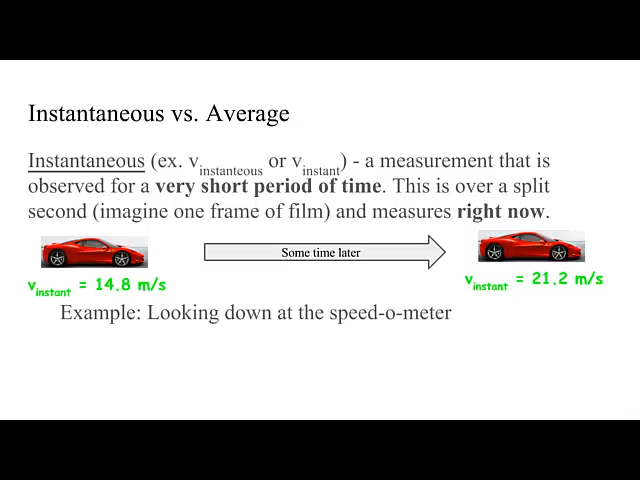 Instantaneous vs. Average
Instantaneous (ex. vinstanteous or vinstant) - a measurement that is
observed for a very short period of time. This is over a split
second (imagine one frame of film) and measures right now.
Some time later
vinstant = 14.8 m/s
vinstant = 21.2 m/s
Example: Looking down at the speed-o-meter